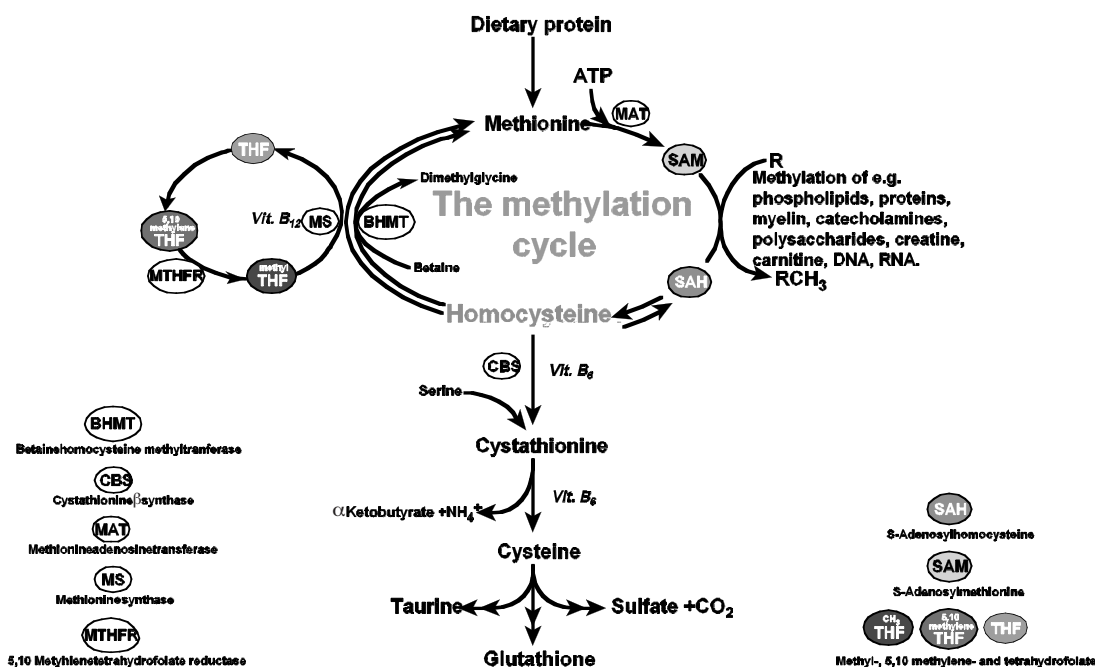 Dietary protein
ATP
MAT
Methionine
THF
SAM
R
Methylation of e.g.
phospholipids, proteins,
myelin, catecholamines,
polysaccharides, creatine,
carnitine, DNA, RNA.
RCH₃
Dimethylglycine
The methylation
cycle
Vit. B₁₂
MS
BHMT
5,10
methylene
THF
MTHFR
methyl
THF
Betaine
SAH
Homocysteine
CBS
Vit. B₆
Serine
Cystathionine
Vit. B₆
αKetobutyrate +NH₄⁺
Cysteine
Taurine
Sulfate +CO₂
Glutathione
BHMT
Betainehomocysteine methyltranferase
CBS
Cystathionineβsynthase
MAT
Methionineadenosinetransferase
MS
Methioninesynthase
MTHFR
5,10 Metyhlenetetrahydrofolate reductase
SAH
S-Adenosylhomocysteine
SAM
S-Adenosylmethionine
CH₃
THF
5,10
methylene
THF
THF
Methyl-, 5,10 methylene- and tetrahydrofolate